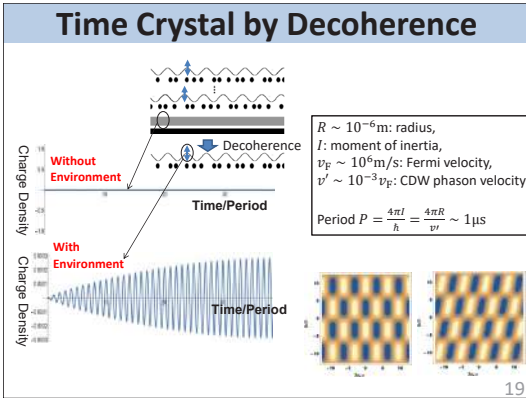 Time Crystal by Decoherence
Decoherence
Without
Environment
Charge Density
Time/Period
With
Environment
Charge Density
Time/Period
R ~ 10⁻⁶m: radius,
I: moment of inertia,
v_F ~ 10⁶m/s: Fermi velocity,
v′ ~ 10⁻³v_F: CDW phason velocity
Period P = 4πI/ħ = 4πR/v′ ~ 1μs
19